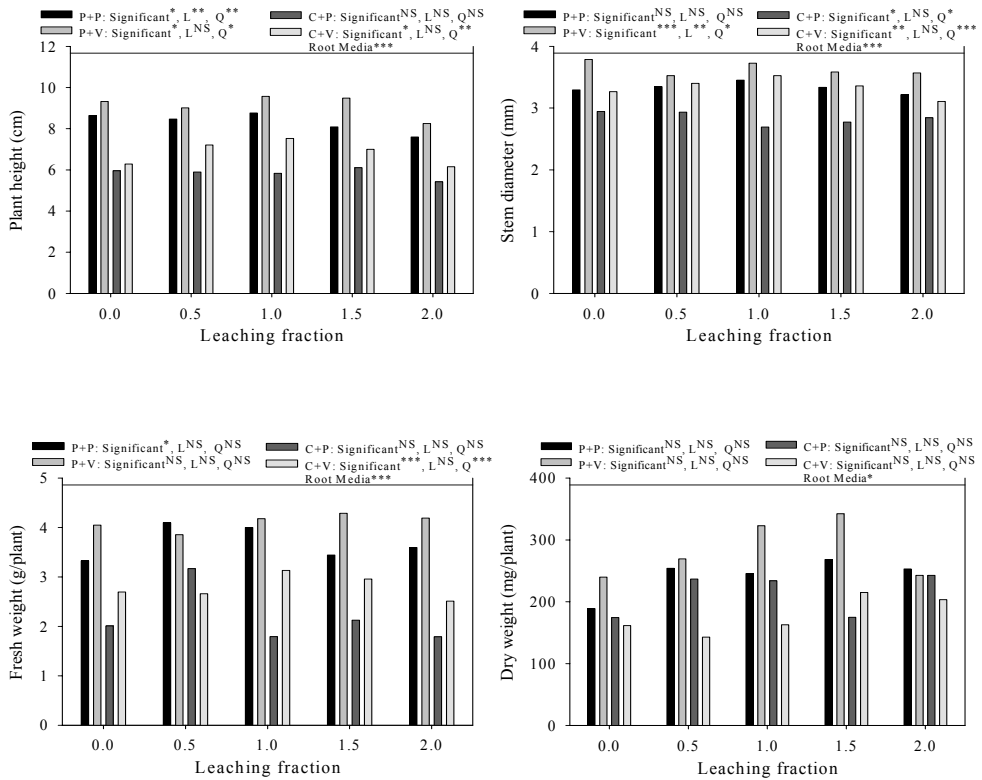 P+P: Significant*, L**, Q** C+P: Significant^NS, L^NS, Q^NS
P+V: Significant*, L^NS, Q* C+V: Significant*, L^NS, Q**
Root Media***
12
10
8
6
4
2
0
Plant height (cm)
0.0 0.5 1.0 1.5 2.0
Leaching fraction
P+P: Significant^NS, L^NS, Q^NS C+P: Significant*, L^NS, Q*
P+V: Significant***, L**, Q* C+V: Significant**, L^NS, Q***
Root Media***
4
3
2
1
0
Stem diameter (mm)
0.0 0.5 1.0 1.5 2.0
Leaching fraction
P+P: Significant*, L^NS, Q^NS C+P: Significant^NS, L^NS, Q^NS
P+V: Significant^NS, L^NS, Q^NS C+V: Significant***, L^NS, Q***
Root Media***
5
4
3
2
1
0
Fresh weight (g/plant)
0.0 0.5 1.0 1.5 2.0
Leaching fraction
P+P: Significant^NS, L^NS, Q^NS C+P: Significant^NS, L^NS, Q^NS
P+V: Significant^NS, L^NS, Q^NS C+V: Significant^NS, L^NS, Q^NS
Root Media*
400
300
200
100
0
Dry weight (mg/plant)
0.0 0.5 1.0 1.5 2.0
Leaching fraction